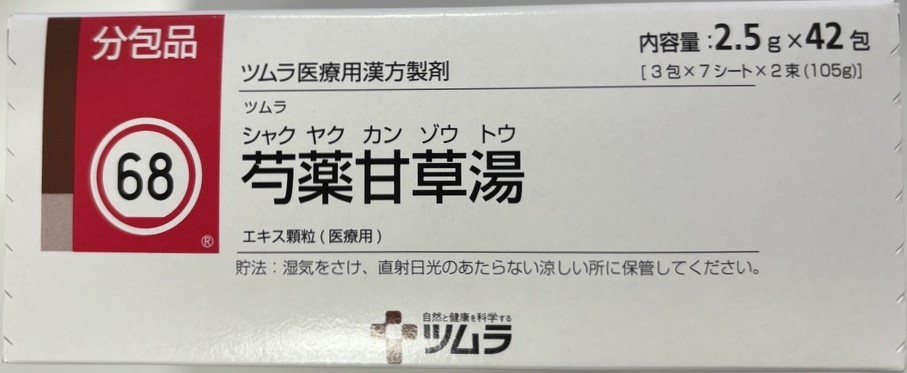 分包品
68
®
内容量:2.5g×42包
[3包×7シート×2束(105g)]
ツムラ医療用漢方製剤
ツムラ
シャク ヤク カン ゾウ トウ
芍薬甘草湯
エキス顆粒(医療用)
貯法:湿気をさけ、直射日光のあたらない涼しい所に保管してください。
自然と健康を科学する
ツムラ